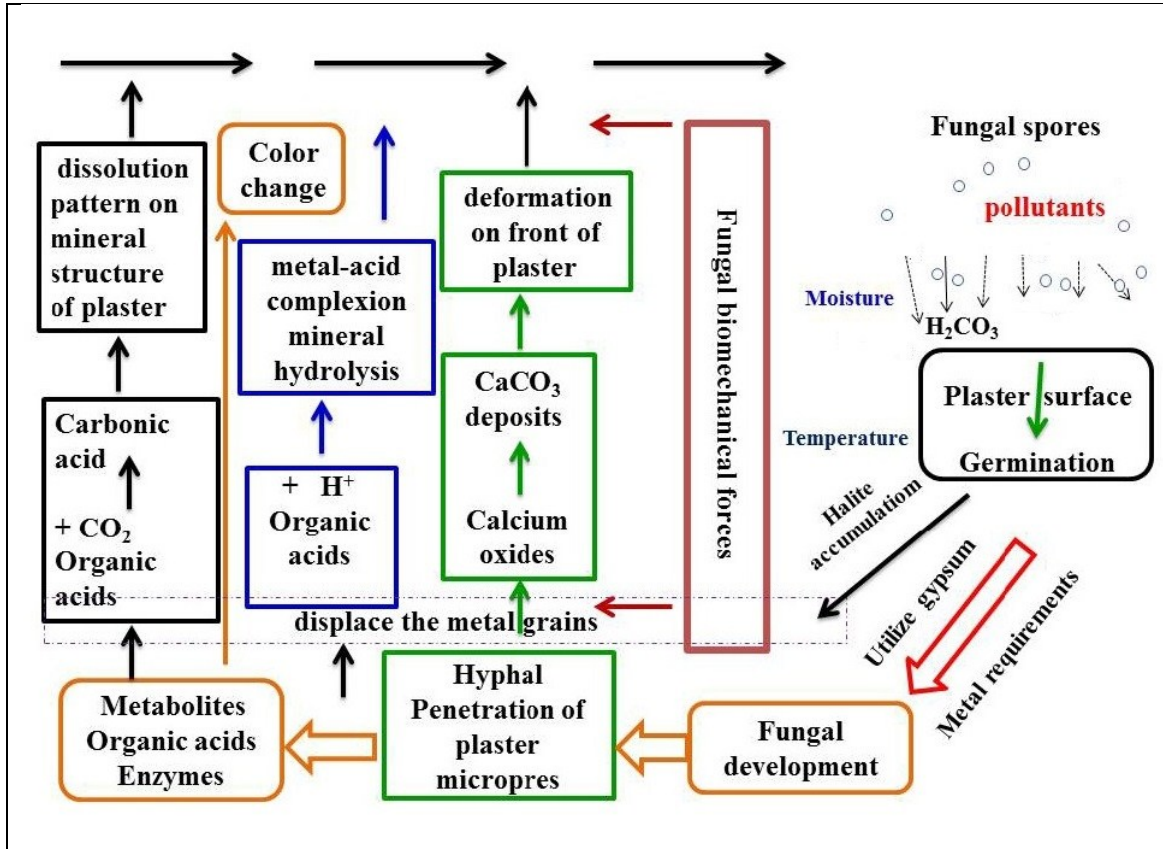 dissolution
pattern on
mineral
structure
of plaster
Color
change
metal-acid
complexion
mineral
hydrolysis
deformation
on front of
plaster
Carbonic
acid
+ CO₂
Organic
acids
+ H⁺
Organic
acids
CaCO₃
deposits
Calcium
oxides
displace the metal grains
Metabolites
Organic acids
Enzymes
Hyphal
Penetration of
plaster
micropres
Fungal
development
Fungal biomechanical forces
Fungal spores
pollutants
Moisture
H₂CO₃
Plaster surface
Temperature
Germination
Halite
accumulatiom
Utilize gypsum
Metal requirements